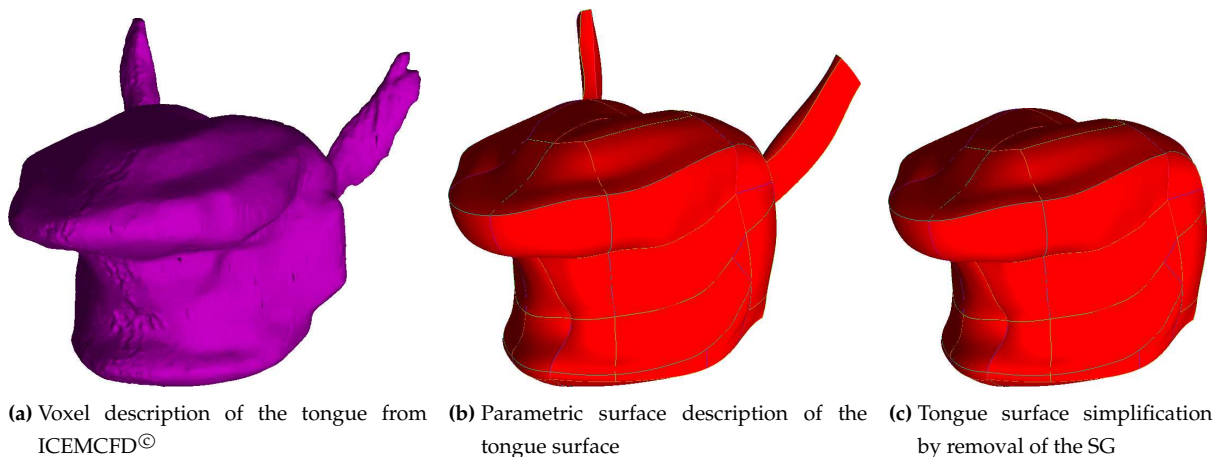 (a) Voxel description of the tongue from
ICEMCFD©
(b) Parametric surface description of the
tongue surface
(c) Tongue surface simplification
by removal of the SG